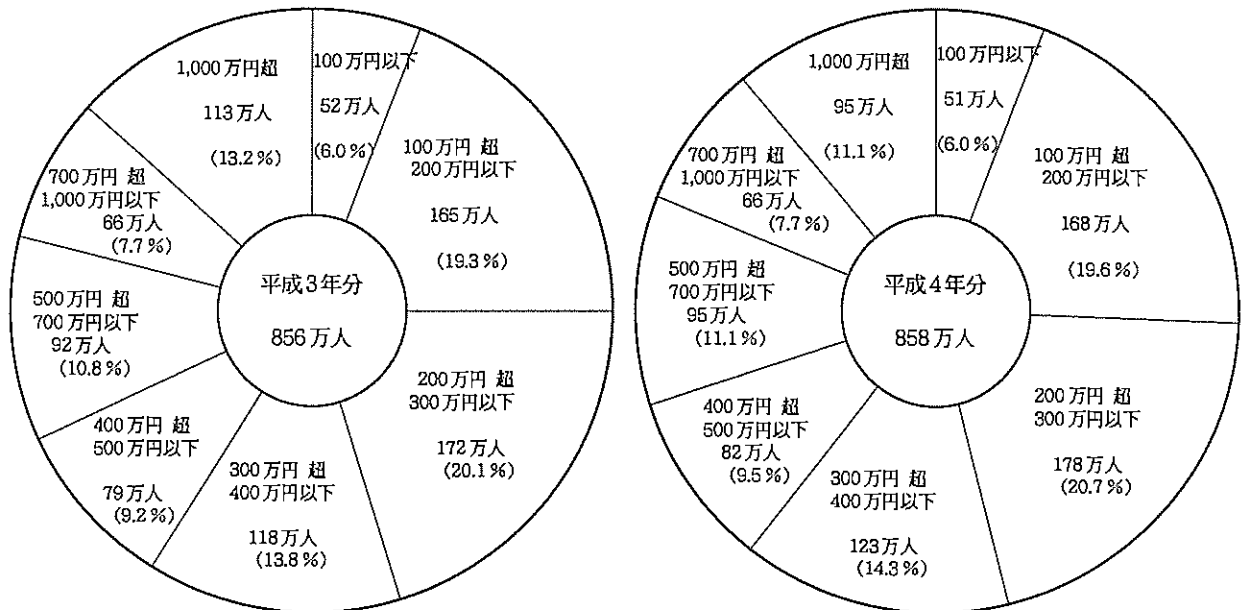 1,000万円超
113万人
(13.2%)
100万円以下
52万人
(6.0%)
100万円 超
200万円以下
165万人
(19.3%)
200万円 超
300万円以下
172万人
(20.1%)
300万円 超
400万円以下
118万人
(13.8%)
400万円 超
500万円以下
79万人
(9.2%)
500万円 超
700万円以下
92万人
(10.8%)
700万円 超
1,000万円以下
66万人
(7.7%)
平成3年分
856万人
1,000万円超
95万人
(11.1%)
100万円以下
51万人
(6.0%)
100万円 超
200万円以下
168万人
(19.6%)
200万円 超
300万円以下
178万人
(20.7%)
300万円 超
400万円以下
123万人
(14.3%)
400万円 超
500万円以下
82万人
(9.5%)
500万円 超
700万円以下
95万人
(11.1%)
700万円 超
1,000万円以下
66万人
(7.7%)
平成4年分
858万人